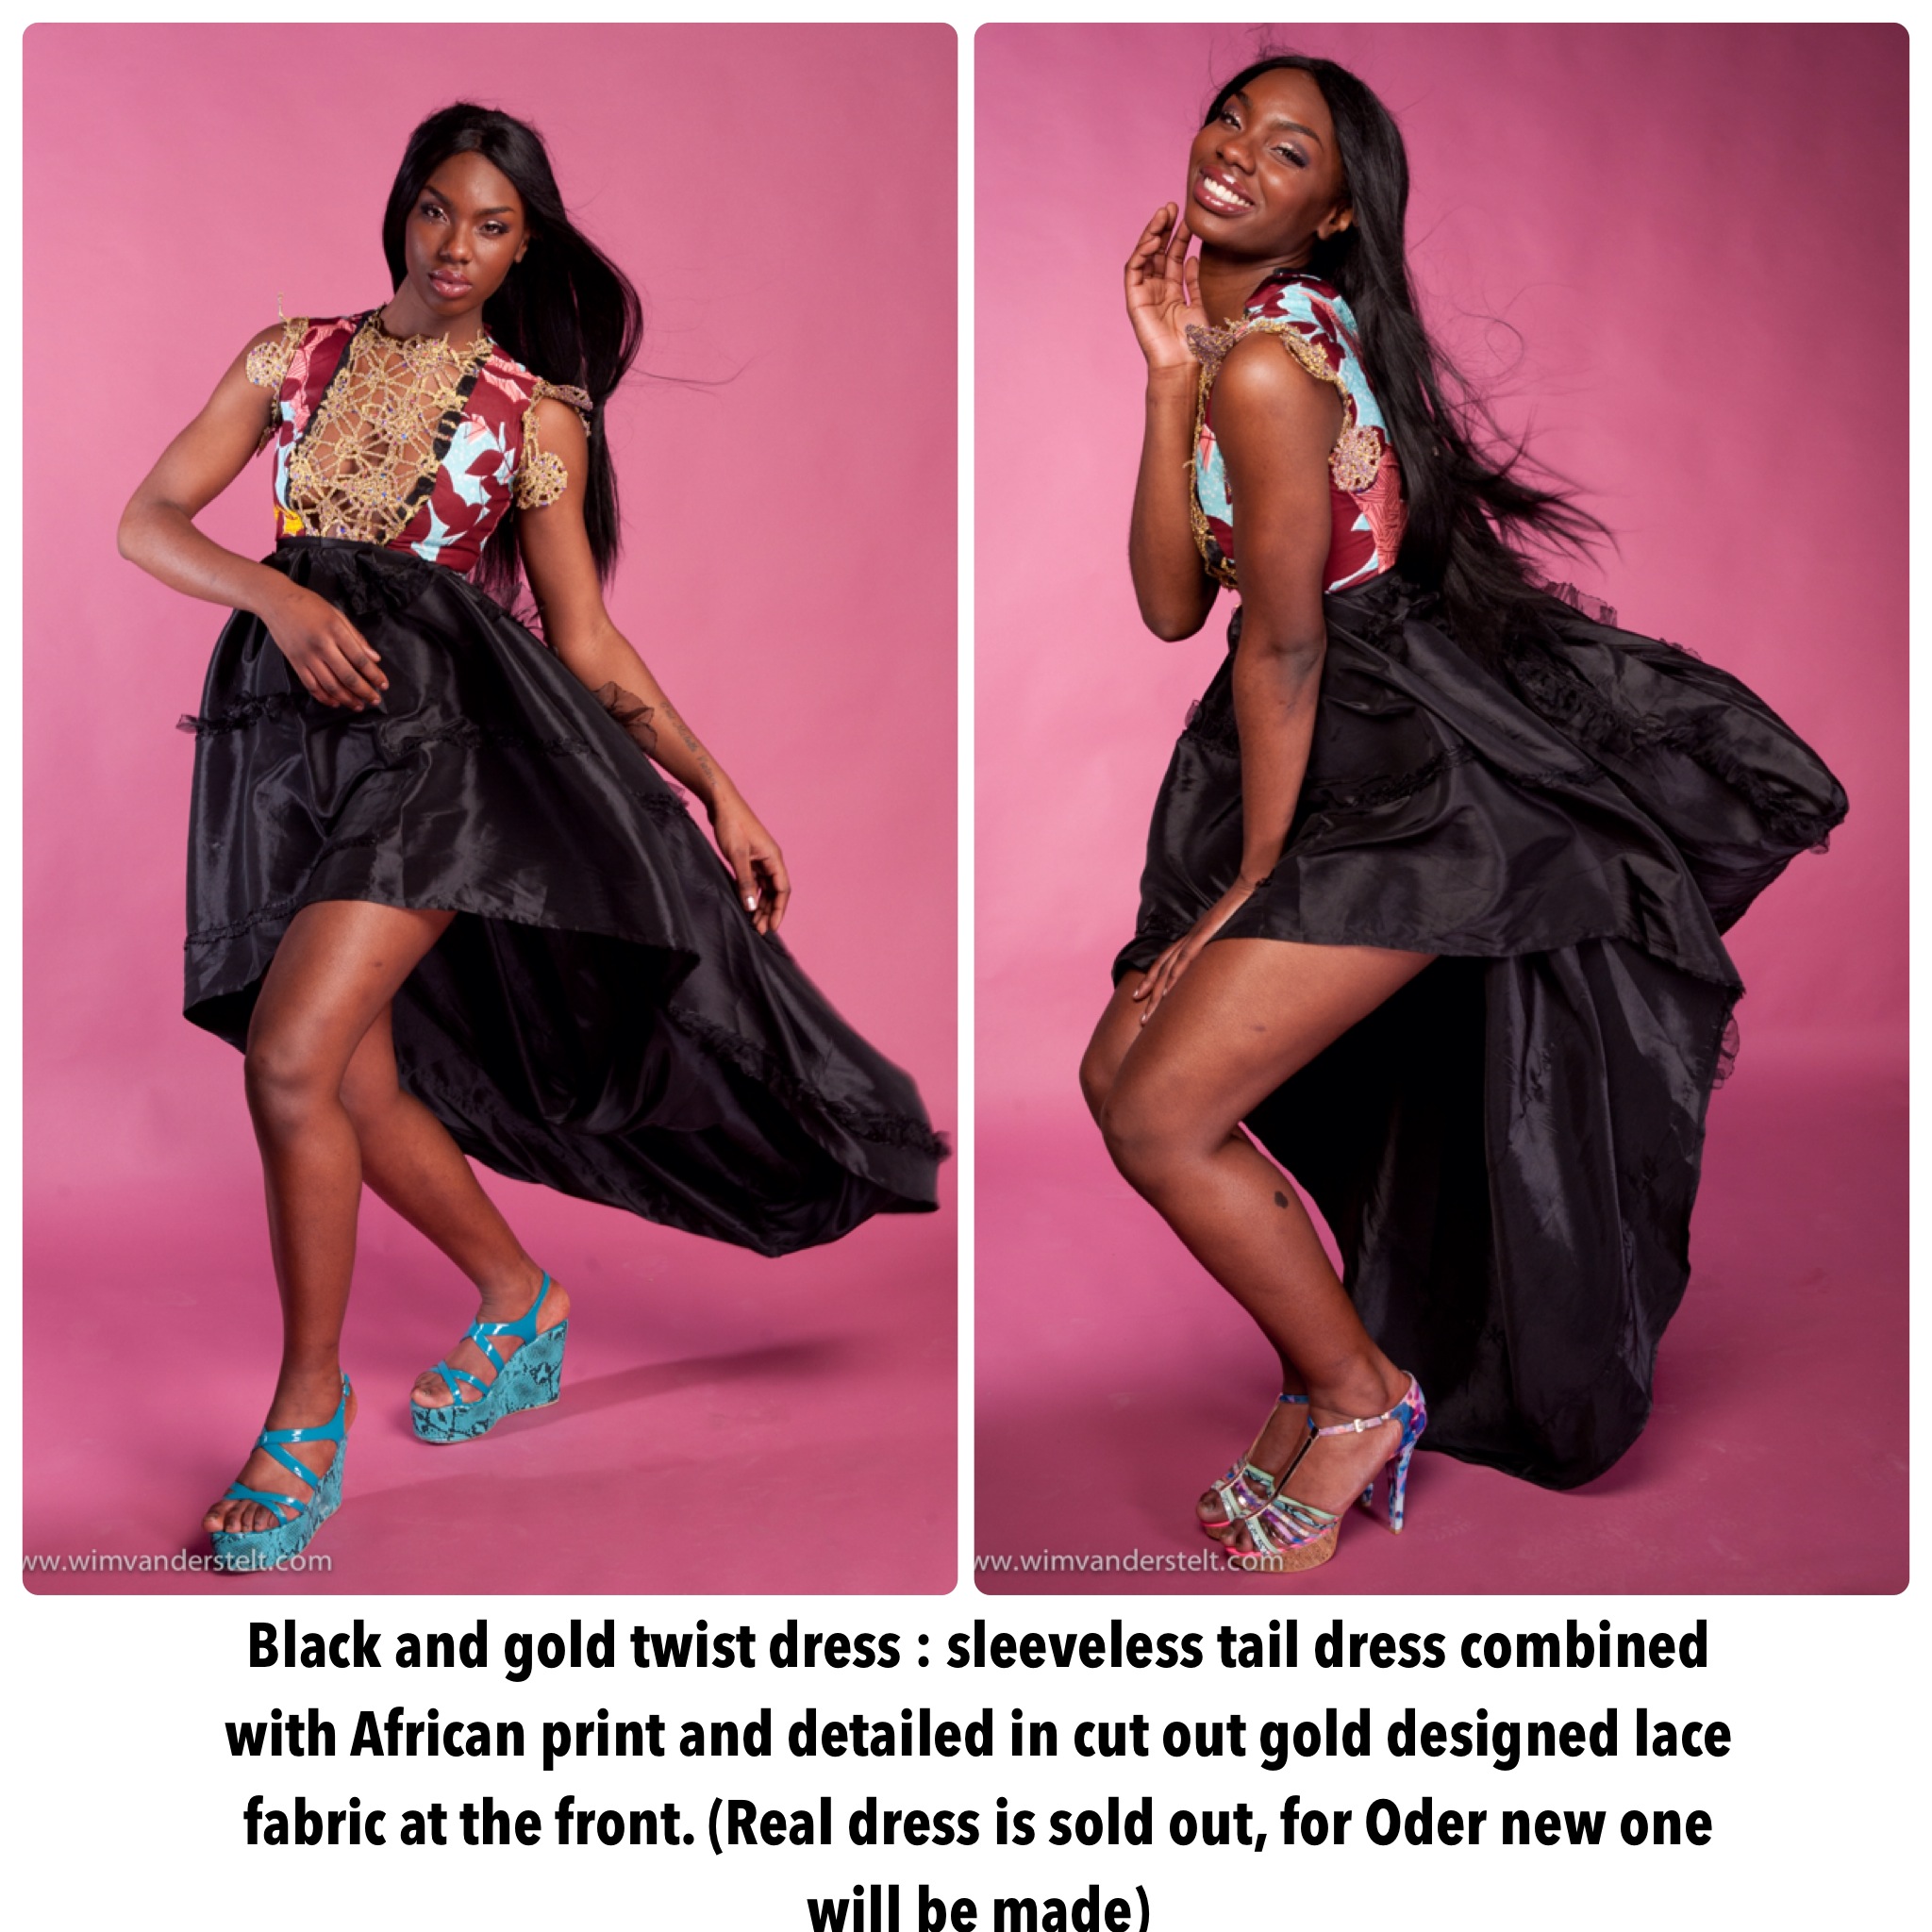 ww.wimvanderstelt.com
ww.wimvanderstelt.com
Black and gold twist dress : sleeveless tail dress combined
with African print and detailed in cut out gold designed lace
fabric at the front. (Real dress is sold out, for Oder new one
will be made)